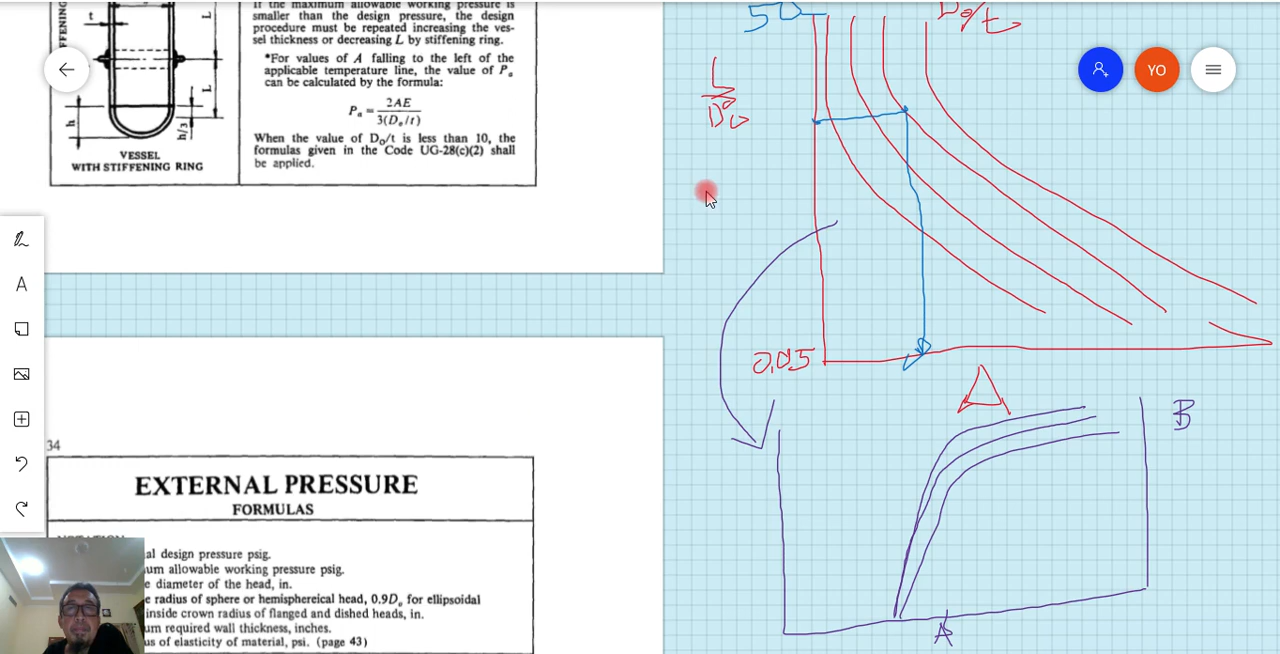 FFENING
t
L
L
h
h/3
VESSEL
WITH STIFFENING RING
If the maximum allowable working pressure is
smaller than the design pressure, the design
procedure must be repeated increasing the ves-
sel thickness or decreasing L by stiffening ring.
*For values of A falling to the left of the
applicable temperature line, the value of Pa
can be calculated by the formula:
Pa = 2AE
3(Do/t)
When the value of Do/t is less than 10, the
formulas given in the Code UG-28(c)(2) shall
be applied.
34
EXTERNAL PRESSURE
FORMULAS
al design pressure psig.
um allowable working pressure psig.
e diameter of the head, in.
e radius of sphere or hemisphereical head, 0.9Do for ellipsoidal
inside crown radius of flanged and dished heads, in.
um required wall thickness, inches.
us of elasticity of material, psi. (page 43)
50
Do/t
L
Do
0,05
A
B
A
YO
A